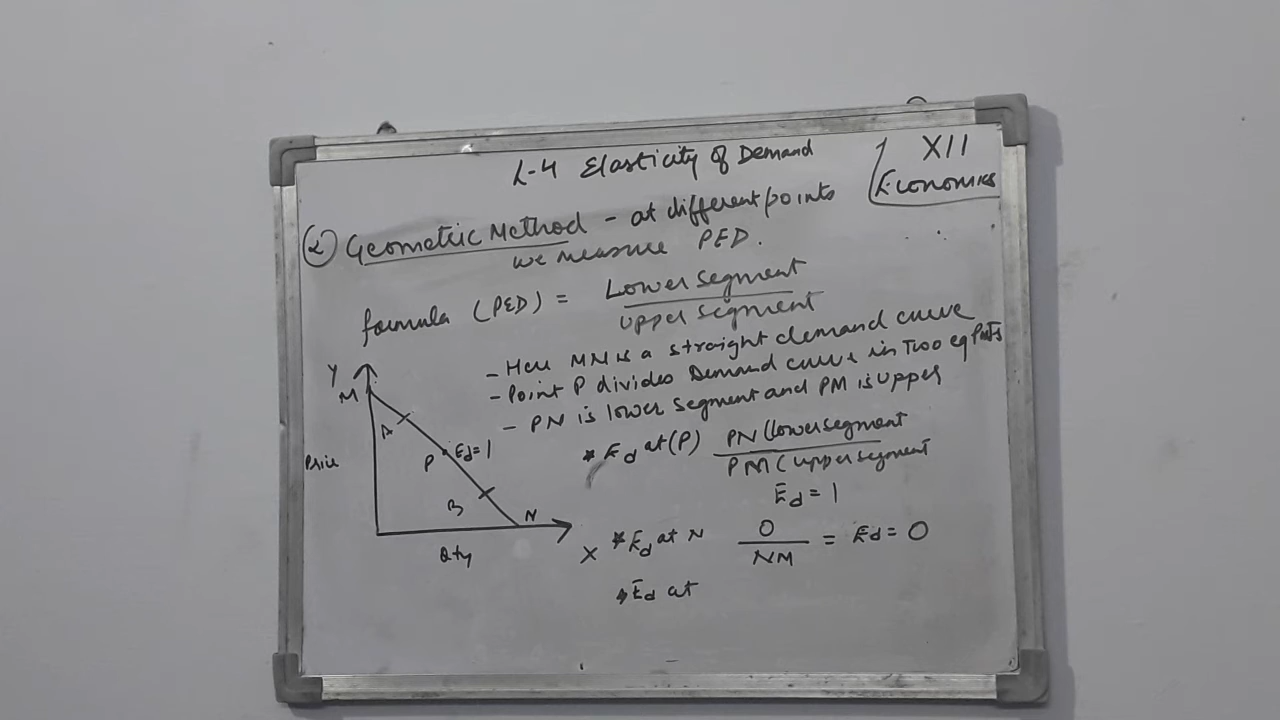 L-4 Elasticity of Demand
XII
Economics
(2) Geometric Method - at different points
we measure PED.
formula (PED) = Lower segment
upper segment
- Here MN is a straight demand curve
- Point P divides Demand curve in Two eq parts
- PN is lower segment and PM is upper
* Ed at (P) PN (lower segment
PM (upper segment
Ed = 1
* Ed at N 0 = Ed = 0
NM
* Ed at
Y
M
A
Price
P Ed = 1
B
N
X
Qty